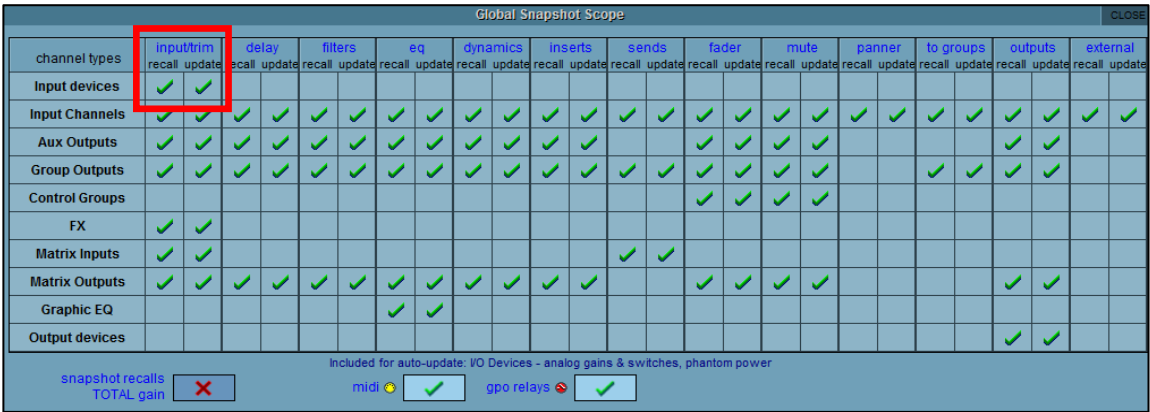 Global Snapshot Scope
CLOSE
channel types
input/trim delay filters eq dynamics inserts sends fader mute panner to groups outputs external
recall update recall update recall update recall update recall update recall update recall update recall update recall update recall update recall update recall update recall update
Input devices
Input Channels
Aux Outputs
Group Outputs
Control Groups
FX
Matrix Inputs
Matrix Outputs
Graphic EQ
Output devices
Included for auto-update: I/O Devices - analog gains & switches, phantom power
snapshot recalls
TOTAL gain
midi
gpo relays